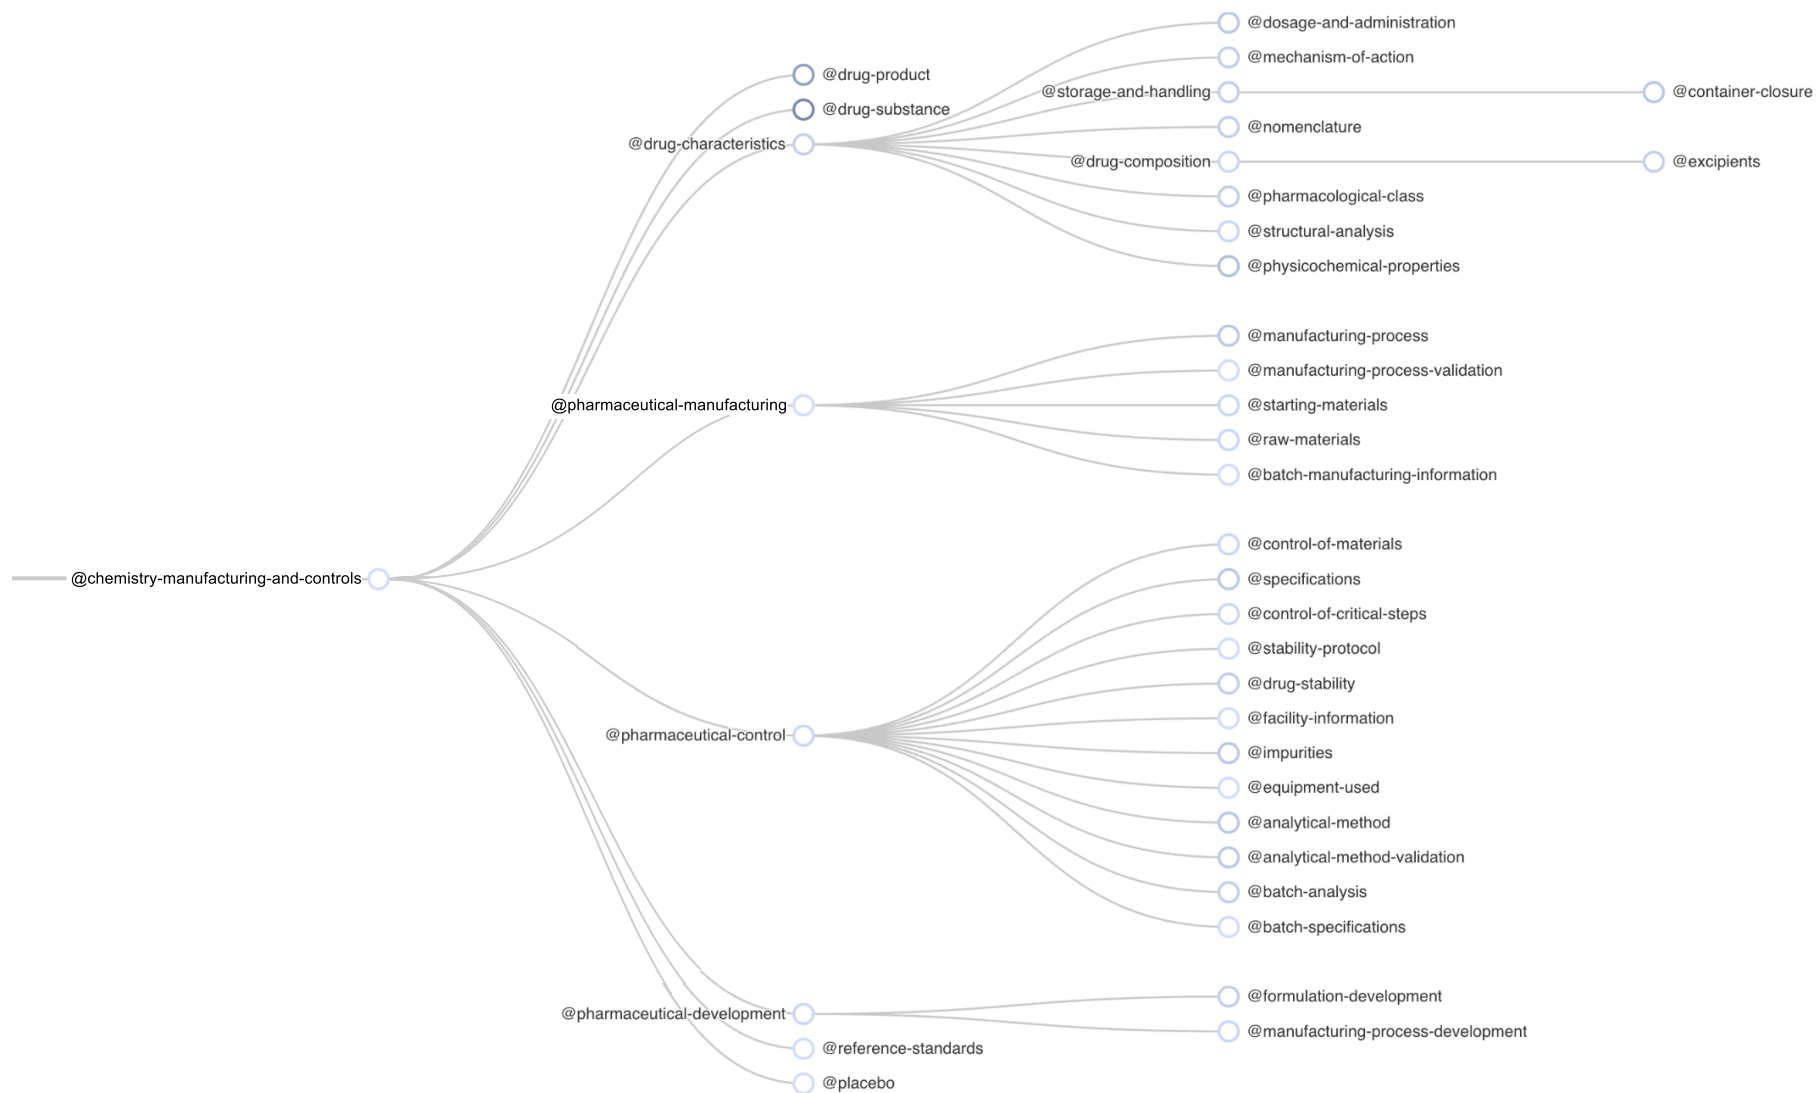 @dosage-and-administration
@mechanism-of-action
@drug-product
@storage-and-handling
@container-closure
@drug-substance
@nomenclature
@drug-characteristics
@drug-composition
@excipients
@pharmacological-class
@structural-analysis
@physicochemical-properties
@manufacturing-process
@manufacturing-process-validation
@pharmaceutical-manufacturing
@starting-materials
@raw-materials
@batch-manufacturing-information
@control-of-materials
@chemistry-manufacturing-and-controls
@specifications
@control-of-critical-steps
@stability-protocol
@drug-stability
@facility-information
@pharmaceutical-control
@impurities
@equipment-used
@analytical-method
@analytical-method-validation
@batch-analysis
@batch-specifications
@formulation-development
@pharmaceutical-development
@manufacturing-process-development
@reference-standards
@placebo